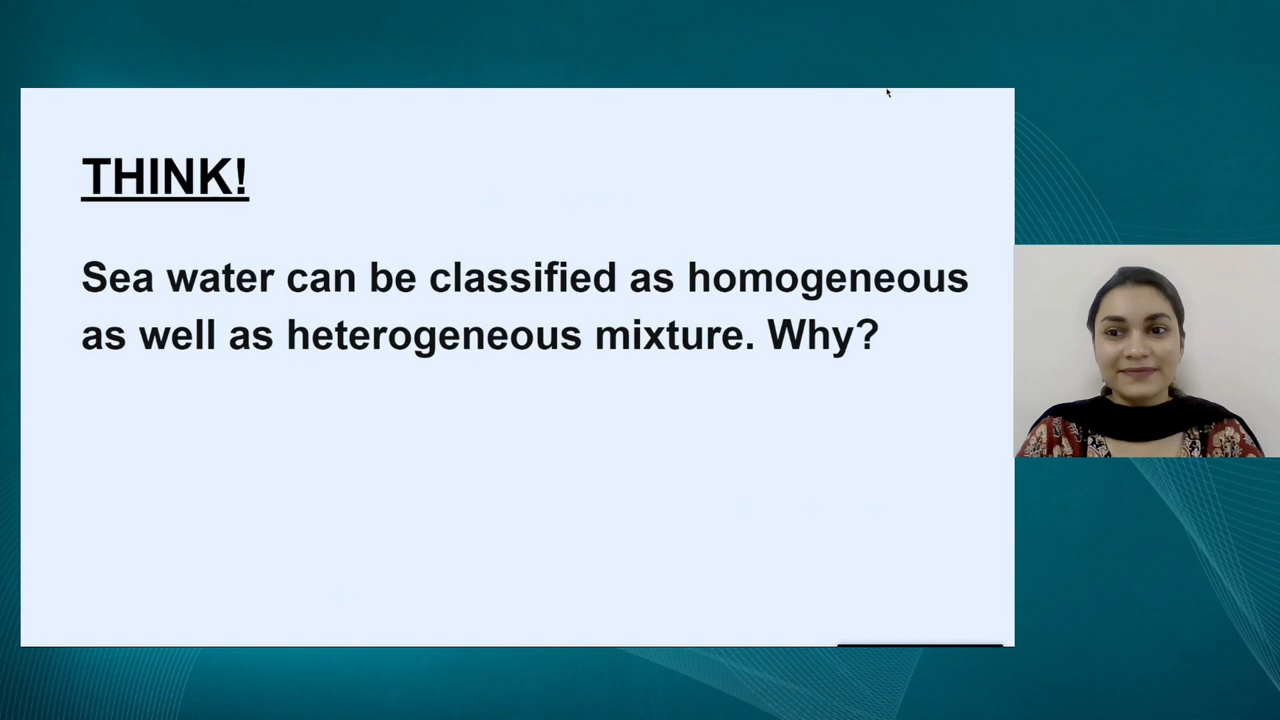 THINK!
Sea water can be classified as homogeneous
as well as heterogeneous mixture. Why?